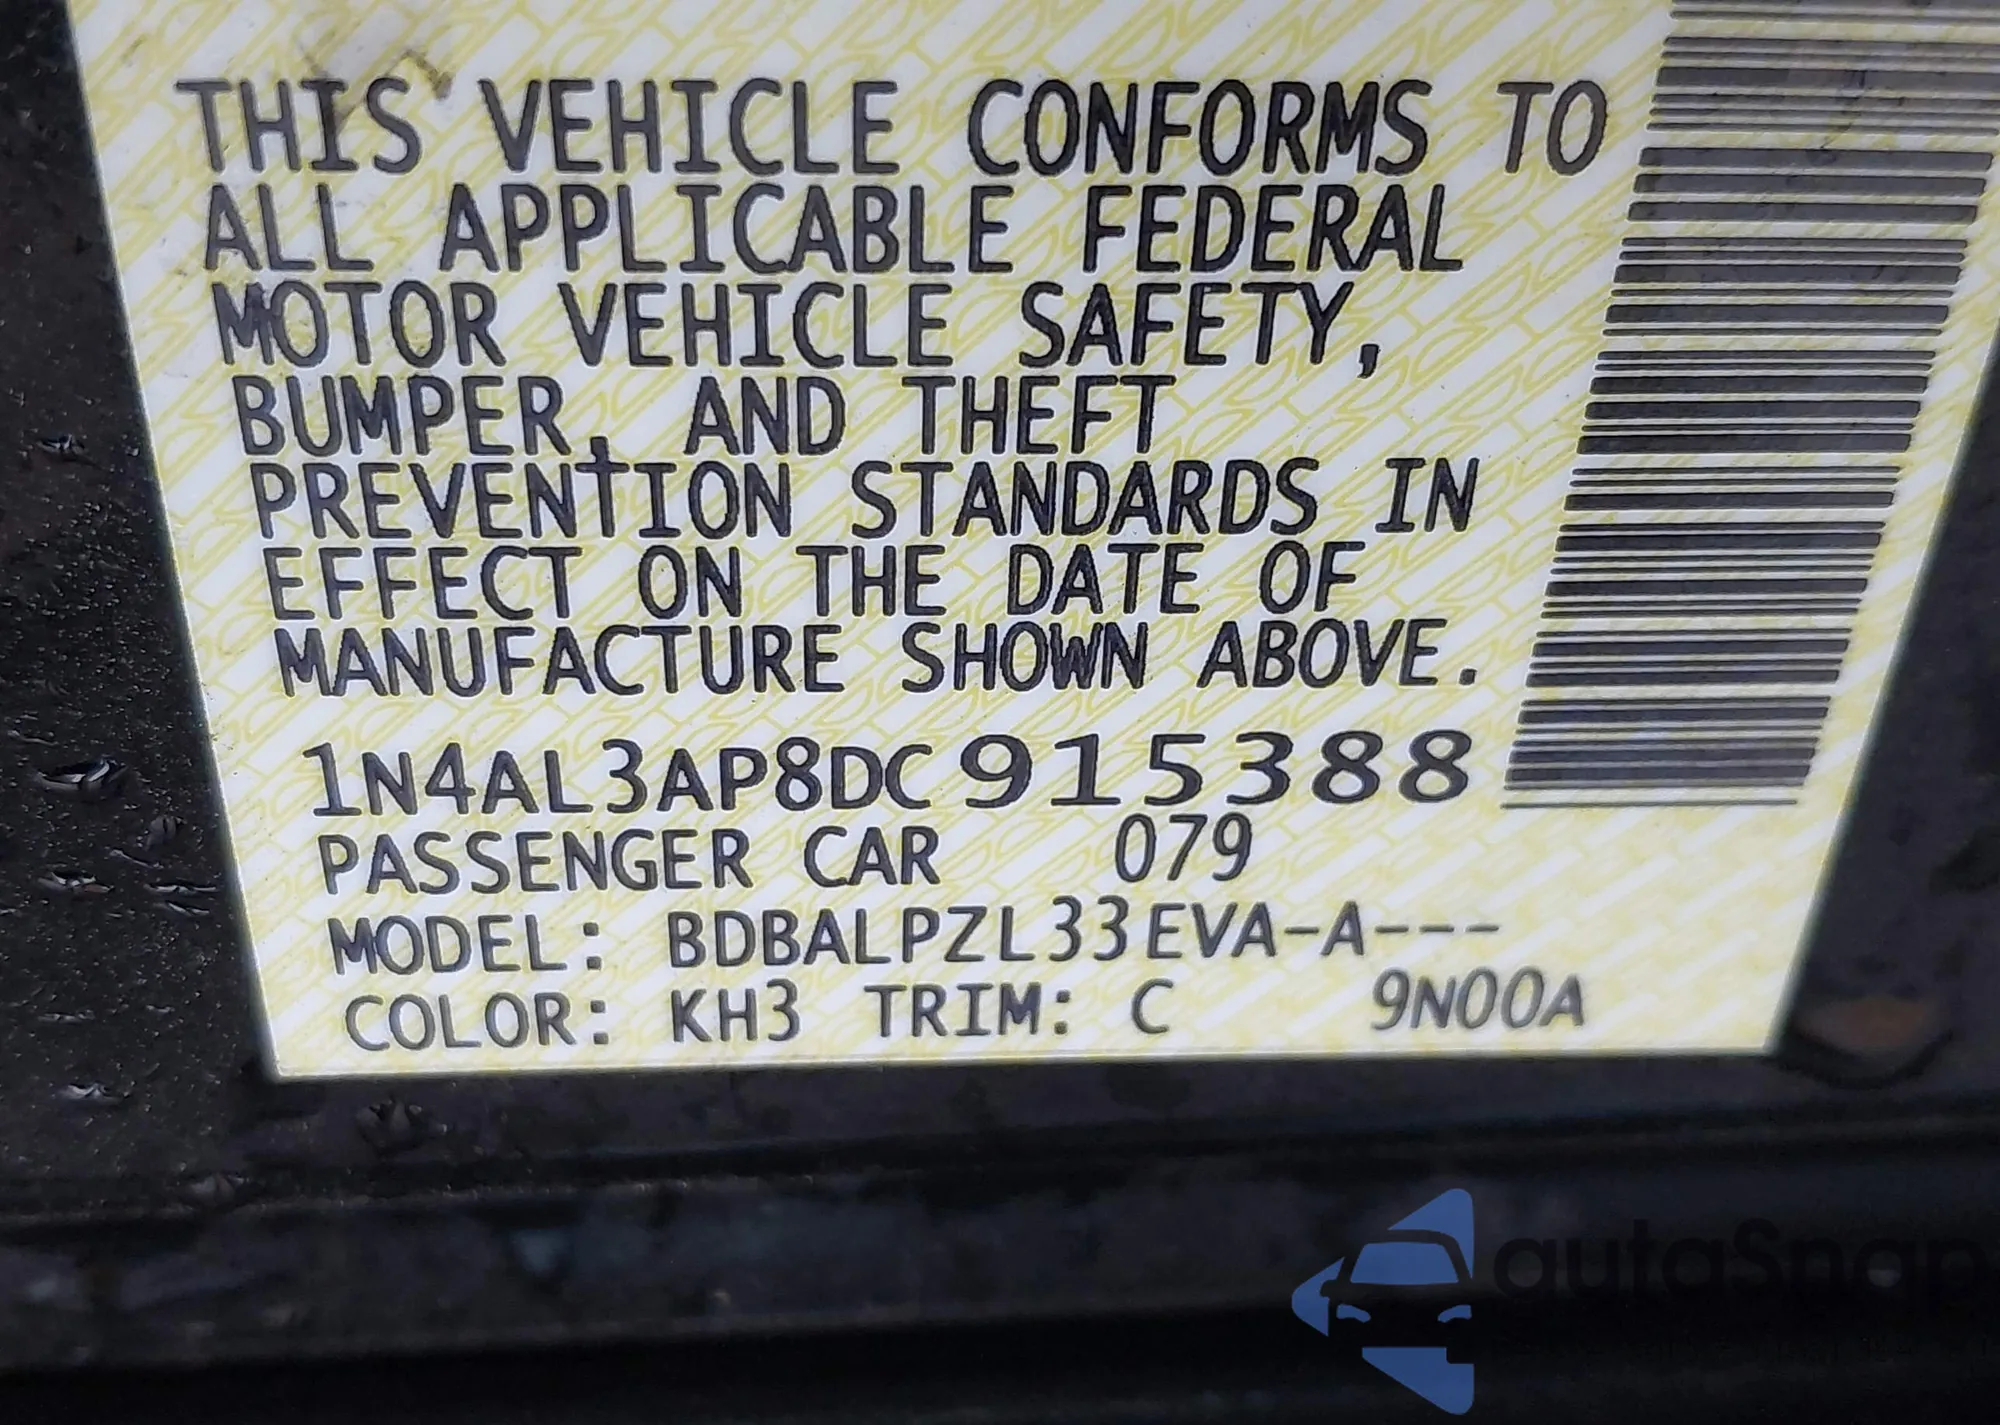 THIS VEHICLE CONFORMS TO
ALL APPLICABLE FEDERAL
MOTOR VEHICLE SAFETY,
BUMPER, AND THEFT
PREVENTION STANDARDS IN
EFFECT ON THE DATE OF
MANUFACTURE SHOWN ABOVE.
1N4AL3AP8DC915388
PASSENGER CAR 079
MODEL: BDBALPZL33EVA-A---
COLOR: KH3 TRIM: C 9N00A
autaSnap